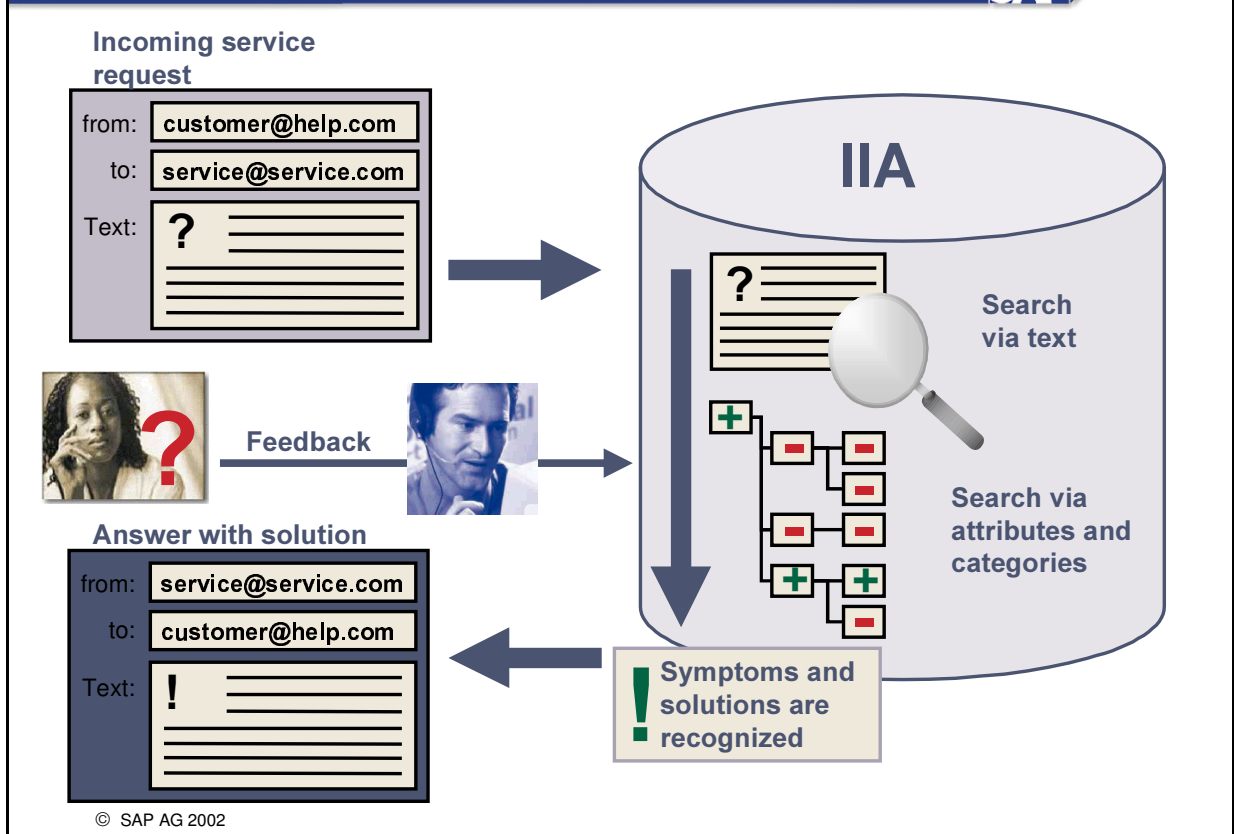 Incoming service
request
from: customer@help.com
to: service@service.com
Text: ?
IIA
?
Search
via text
Feedback
?
Search via
attributes and
categories
Answer with solution
from: service@service.com
to: customer@help.com
Text: !
! Symptoms and
solutions are
recognized
© SAP AG 2002